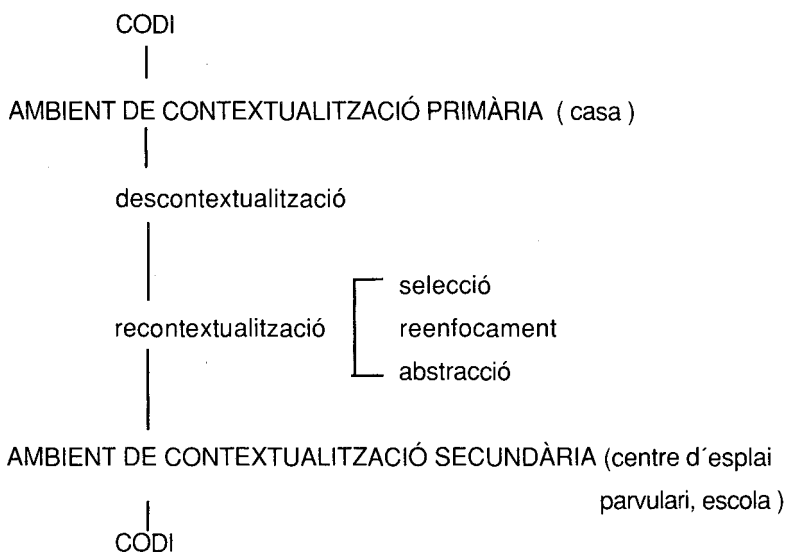 CODI
AMBIENT DE CONTEXTUALITZACIÓ PRIMÀRIA ( casa )
descontextualització
selecció
recontextualització reenfocament
abstracció
AMBIENT DE CONTEXTUALITZACIÓ SECUNDÀRIA (centre d´esplai
parvulari, escola )
CODI